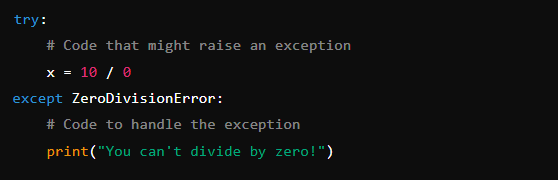 try:
    # Code that might raise an exception
    x = 10 / 0
except ZeroDivisionError:
    # Code to handle the exception
    print("You can't divide by zero!")